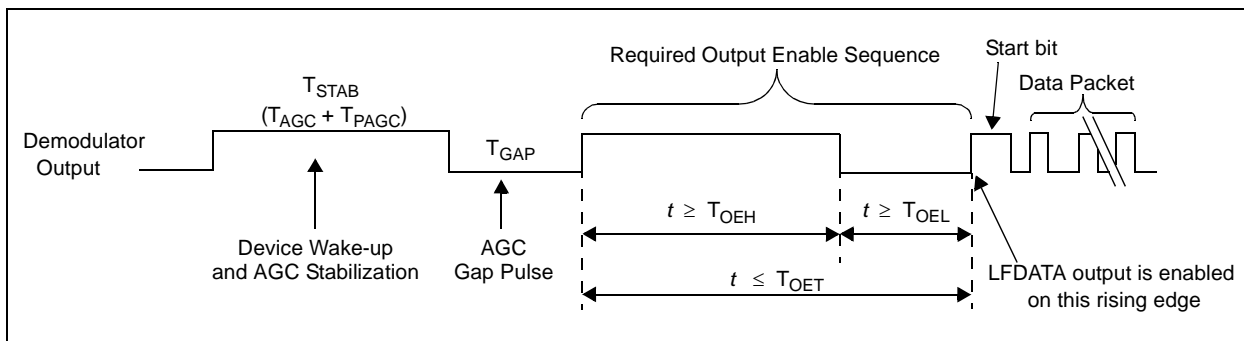 Required Output Enable Sequence
Start bit
Data Packet
TSTAB
(TAGC + TPAGC)
Demodulator
Output
TGAP
t ≥ TOEH
t ≥ TOEL
Device Wake-up
and AGC Stabilization
AGC
Gap Pulse
t ≤ TOET
LFDATA output is enabled
on this rising edge